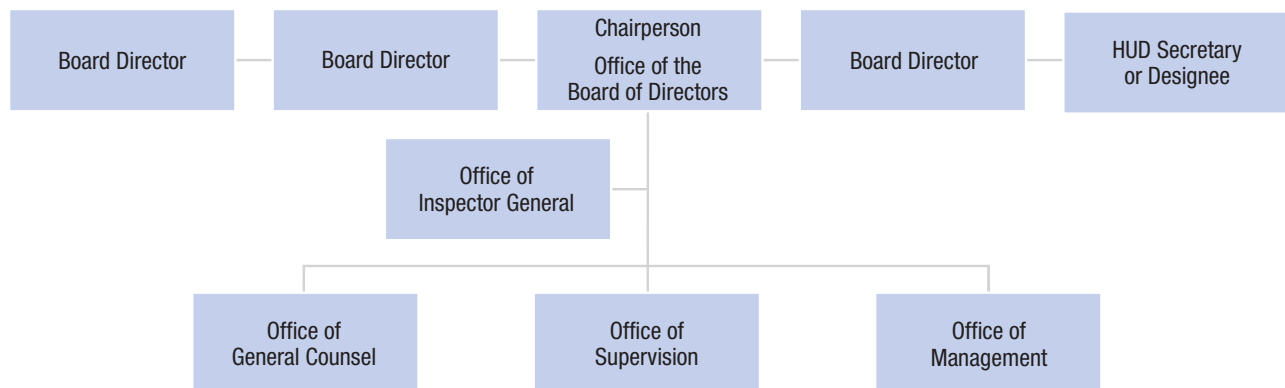 Board Director
Board Director
Chairperson
Office of the
Board of Directors
Board Director
HUD Secretary
or Designee
Office of
Inspector General
Office of
General Counsel
Office of
Supervision
Office of
Management